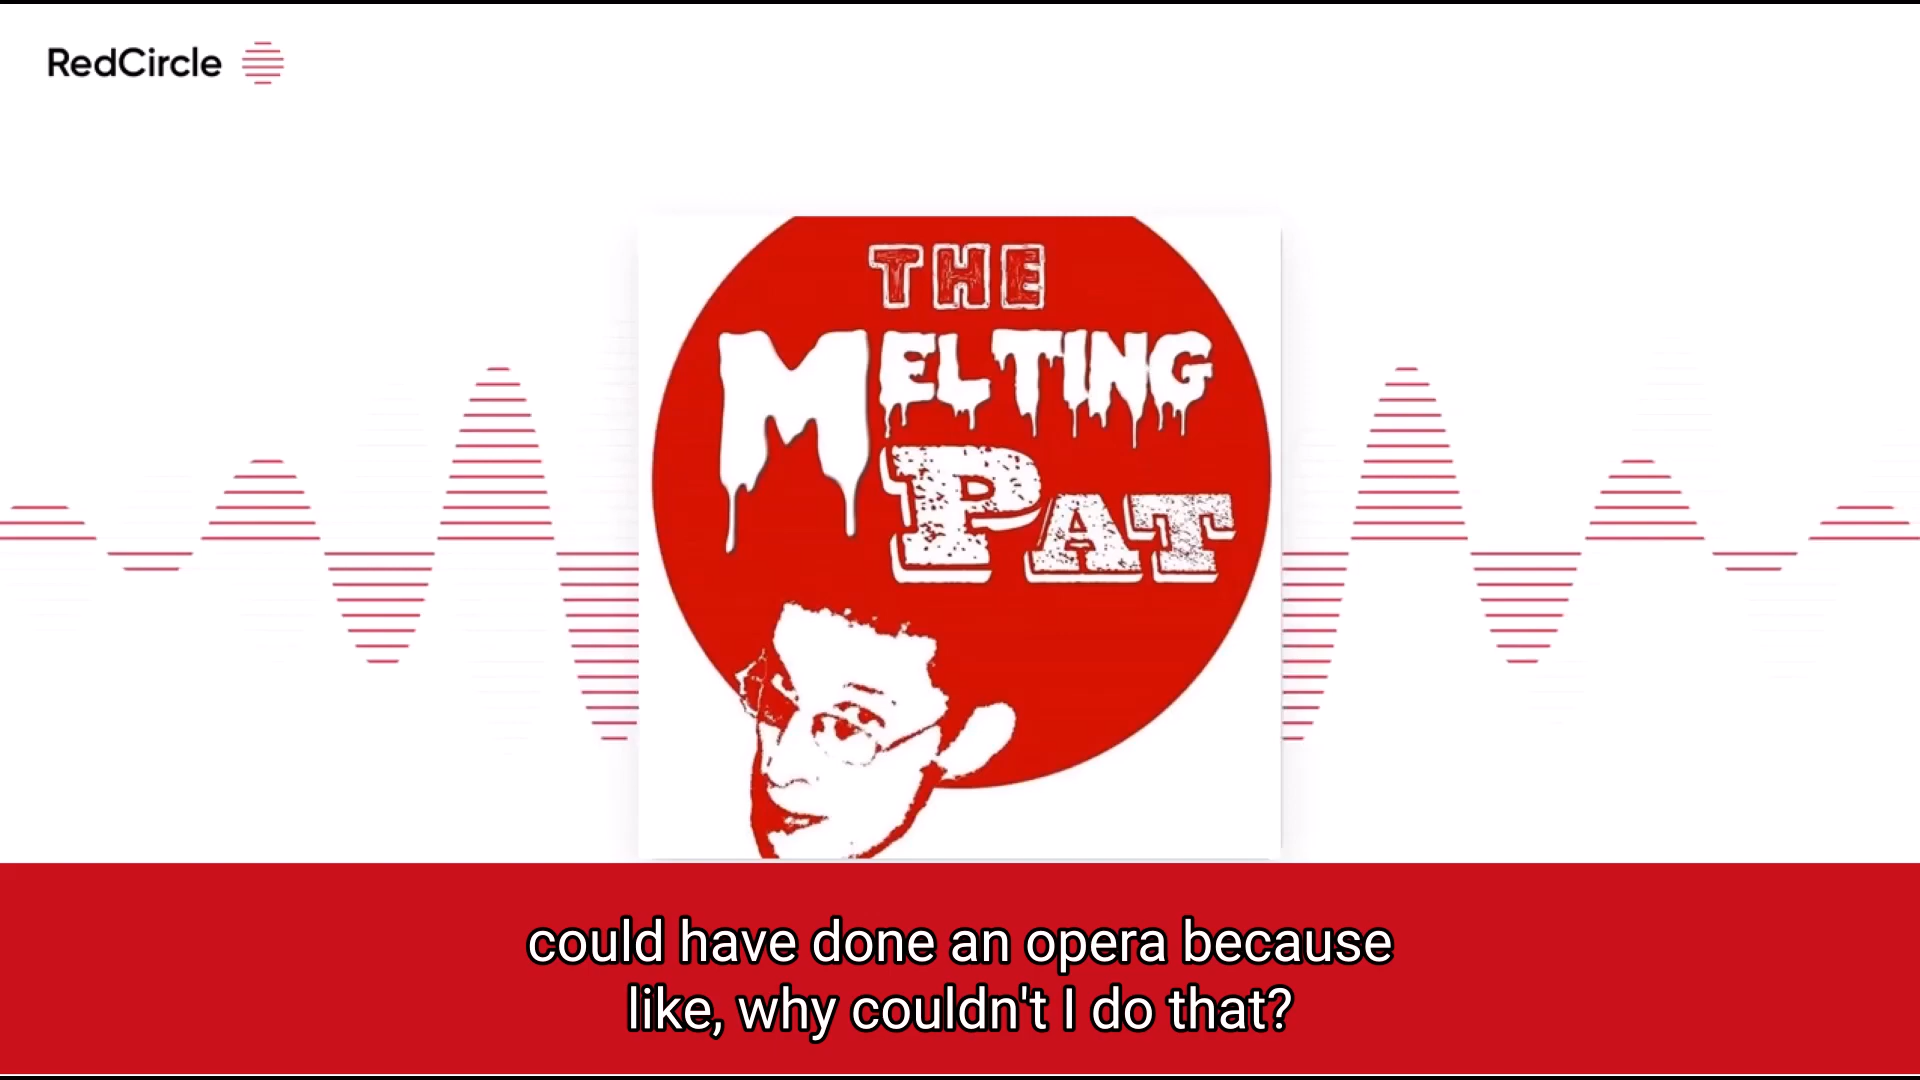 RedCircle
THE
MELTING
PAT
could have done an opera because
like, why couldn't I do that?